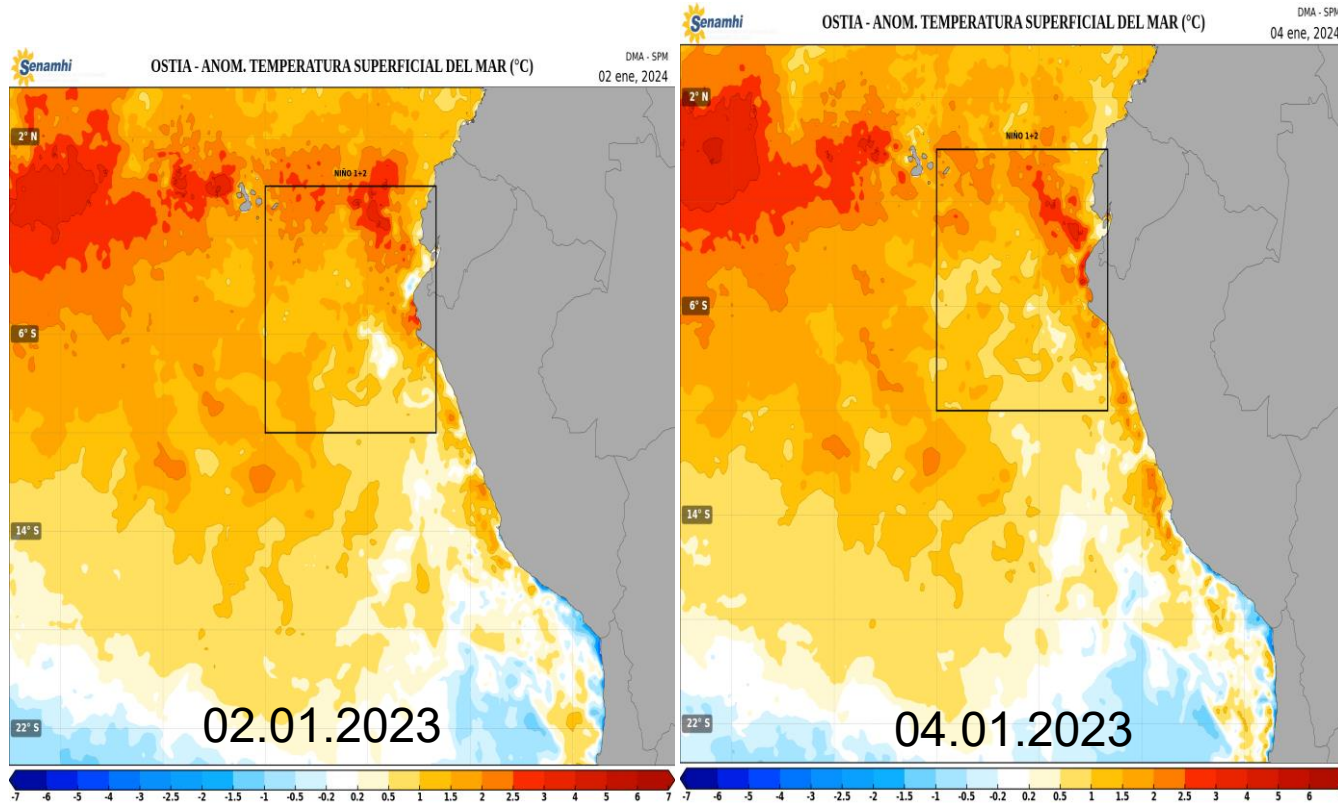 Senamhi
OSTIA - ANOM. TEMPERATURA SUPERFICIAL DEL MAR (°C)
DMA - SPM
02 ene, 2024
2° N
NIÑO 1+2
6° S
14° S
22° S
02.01.2023
-7 -6 -5 -4 -3 -2.5 -2 -1.5 -1 -0.5 -0.2 0.2 0.5 1 1.5 2 2.5 3 4 5 6 7
Senamhi
OSTIA - ANOM. TEMPERATURA SUPERFICIAL DEL MAR (°C)
DMA - SPM
04 ene, 2024
2° N
NIÑO 1+2
6° S
14° S
22° S
04.01.2023
-7 -6 -5 -4 -3 -2.5 -2 -1.5 -1 -0.5 -0.2 0.2 0.5 1 1.5 2 2.5 3 4 5 6